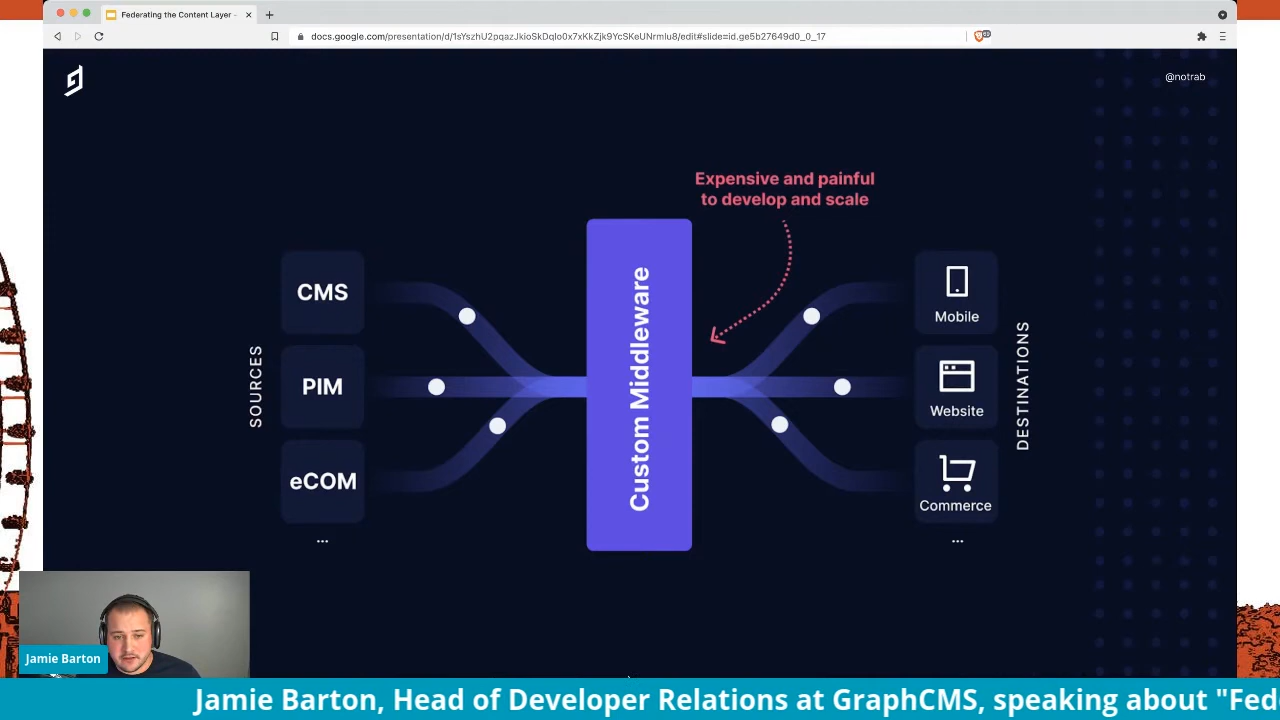 Federating the Content Layer -
docs.google.com/presentation/d/1sYszhU2pqazJkio3sDqlo0x7xKkZjk9YcSKeUNrmlu8/edit#slide=id.ge5b27649d0_0_17
@notrab
Expensive and painful
to develop and scale
SOURCES
CMS
PIM
eCOM
...
Custom Middleware
Mobile
Website
Commerce
...
DESTINATIONS
Jamie Barton
Jamie Barton, Head of Developer Relations at GraphCMS, speaking about "Fed